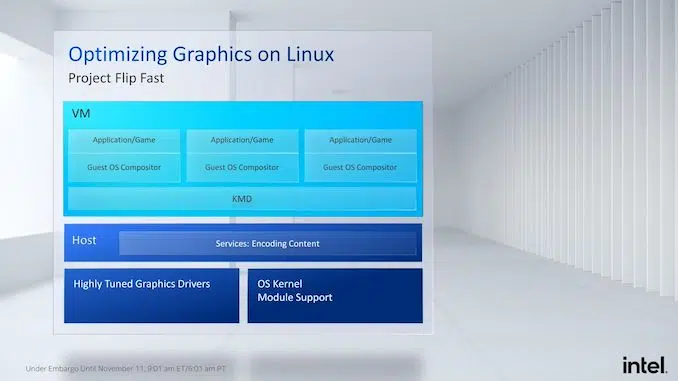 Optimizing Graphics on Linux
Project Flip Fast
VM
Application/Game
Application/Game
Application/Game
Guest OS Compositor
Guest OS Compositor
Guest OS Compositor
KMD
Host
Services: Encoding Content
Highly Tuned Graphics Drivers
OS Kernel
Module Support
Under Embargo Until November 11, 9:01 am ET/6:01 am PT
intel.